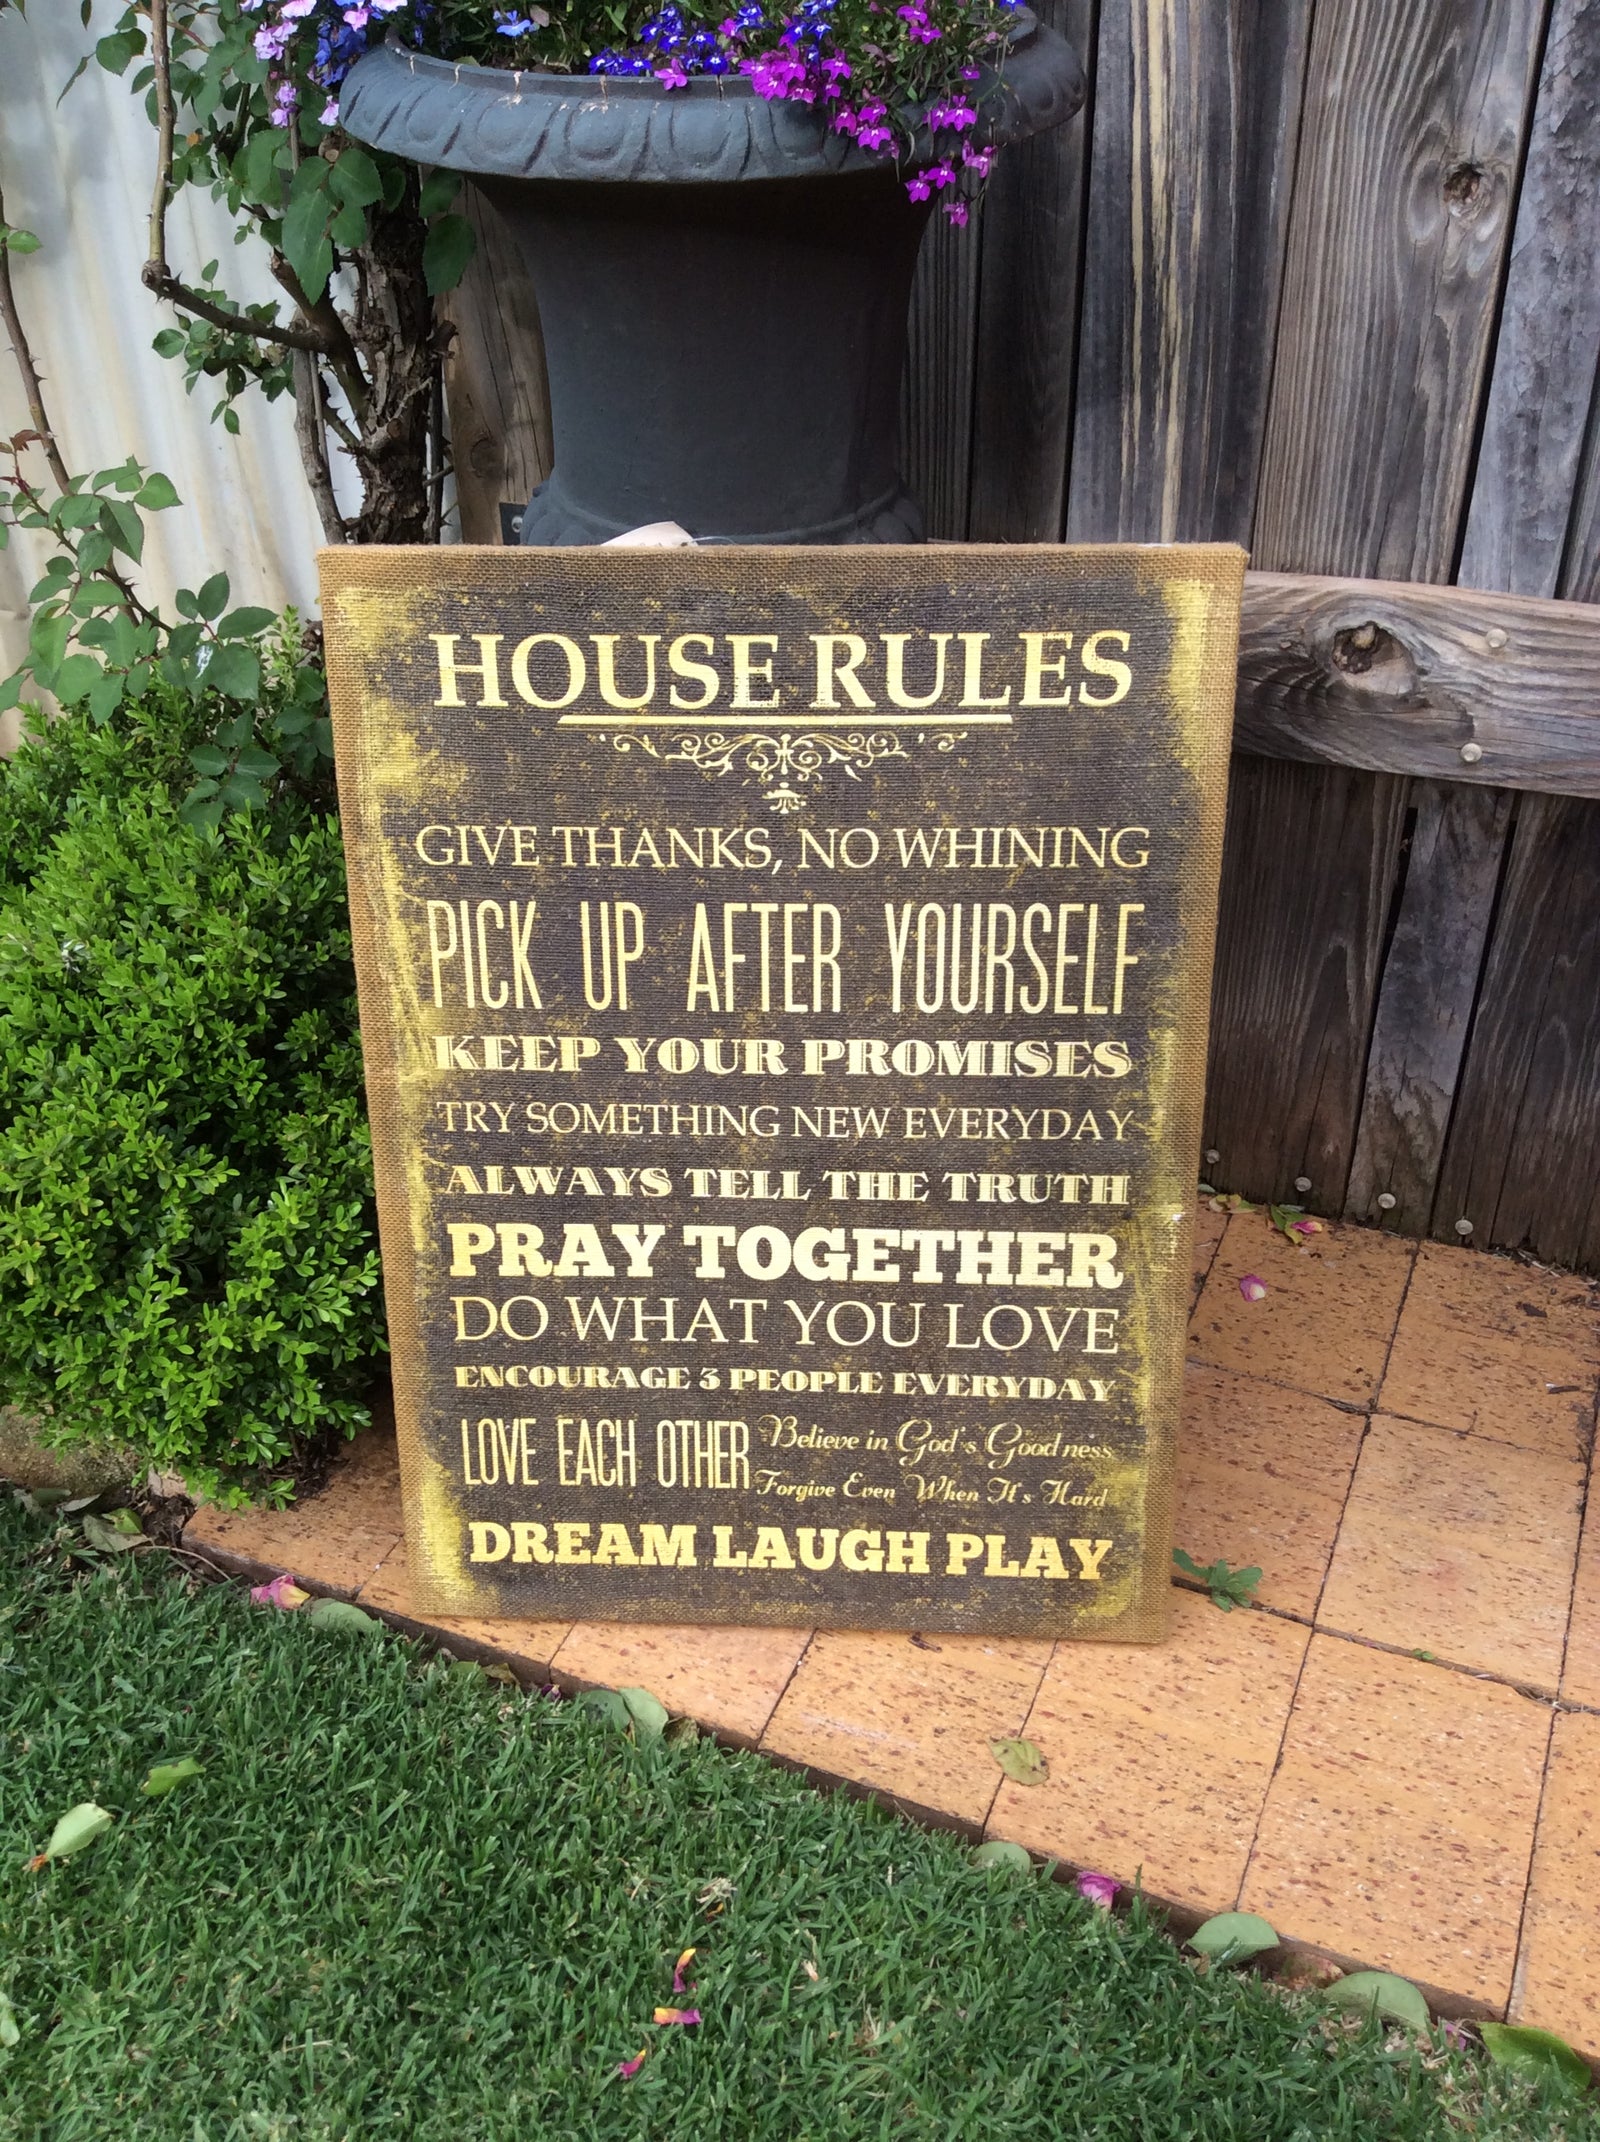 HOUSE RULES
GIVE THANKS, NO WHINING
PICK UP AFTER YOURSELF
KEEP YOUR PROMISES
TRY SOMETHING NEW EVERYDAY
ALWAYS TELL THE TRUTH
PRAY TOGETHER
DO WHAT YOU LOVE
ENCOURAGE 3 PEOPLE EVERYDAY
LOVE EACH OTHER
Believe in God's Goodness
Forgive Even When It's Hard
DREAM LAUGH PLAY